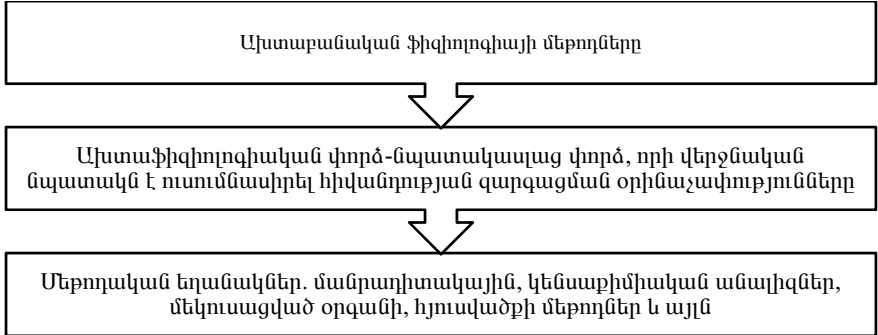 Ախտաբանական ֆիզիոլոգիայի մեթոդները
Ախտաֆիզիոլոգիական փորձ-նպատակասլաց փորձ, որի վերջնական
նպատակն է ուսումնասիրել հիվանդության զարգացման օրինաչափությունները
Մեթոդական եղանակներ. մանրադիտակային, կենսաքիմիական անալիզներ,
մեկուսացված օրգանի, հյուսվածքի մեթոդներ և այլն